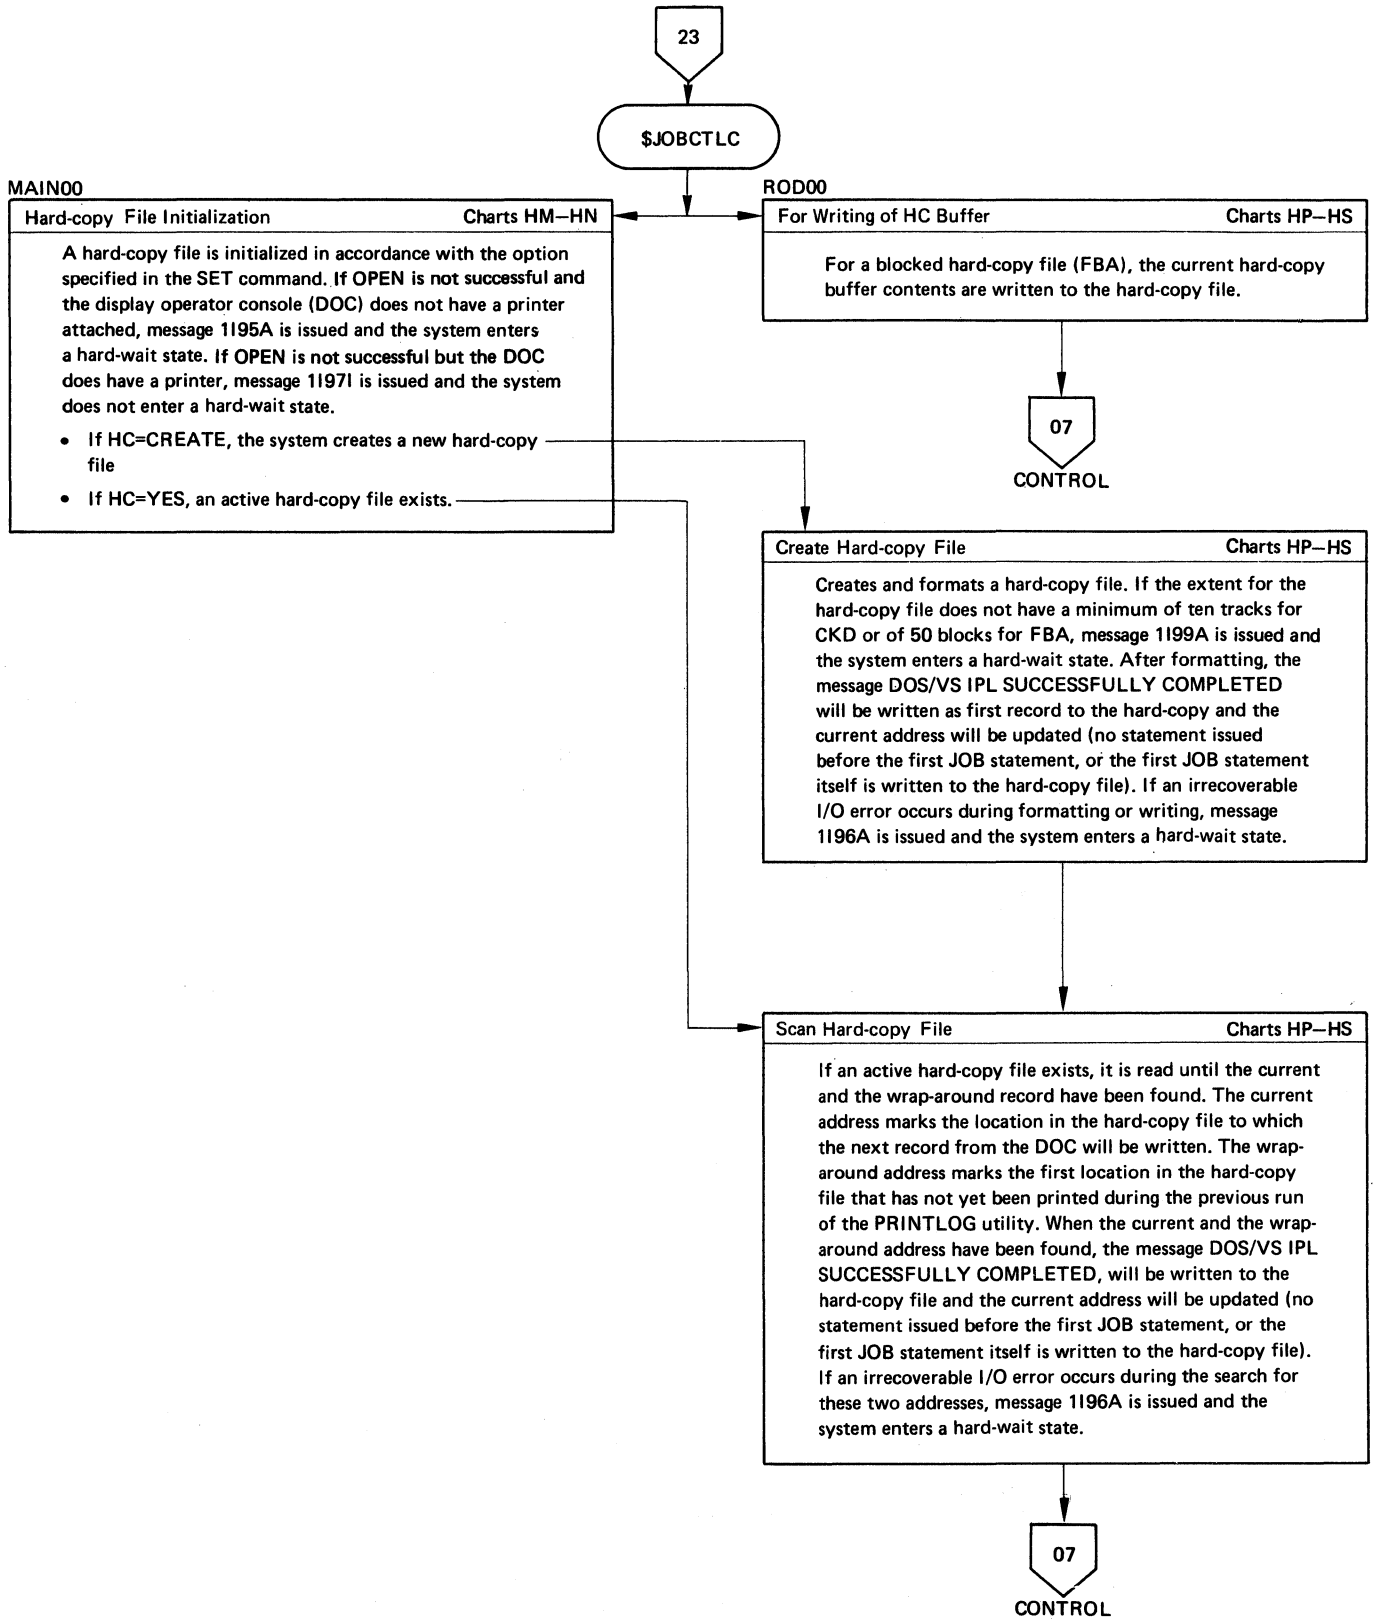 23
$JOBCTLC
MAIN00
Hard-copy File Initialization Charts HM—HN
A hard-copy file is initialized in accordance with the option
specified in the SET command. If OPEN is not successful and
the display operator console (DOC) does not have a printer
attached, message 1I95A is issued and the system enters
a hard-wait state. If OPEN is not successful but the DOC
does have a printer, message 1I97I is issued and the system
does not enter a hard-wait state.
• If HC=CREATE, the system creates a new hard-copy
file
• If HC=YES, an active hard-copy file exists.
ROD00
For Writing of HC Buffer Charts HP—HS
For a blocked hard-copy file (FBA), the current hard-copy
buffer contents are written to the hard-copy file.
07
CONTROL
Create Hard-copy File Charts HP—HS
Creates and formats a hard-copy file. If the extent for the
hard-copy file does not have a minimum of ten tracks for
CKD or of 50 blocks for FBA, message 1I99A is issued and
the system enters a hard-wait state. After formatting, the
message DOS/VS IPL SUCCESSFULLY COMPLETED
will be written as first record to the hard-copy and the
current address will be updated (no statement issued
before the first JOB statement, or the first JOB statement
itself is written to the hard-copy file). If an irrecoverable
I/O error occurs during formatting or writing, message
1I96A is issued and the system enters a hard-wait state.
Scan Hard-copy File Charts HP—HS
If an active hard-copy file exists, it is read until the current
and the wrap-around record have been found. The current
address marks the location in the hard-copy file to which
the next record from the DOC will be written. The wrap-
around address marks the first location in the hard-copy
file that has not yet been printed during the previous run
of the PRINTLOG utility. When the current and the wrap-
around address have been found, the message DOS/VS IPL
SUCCESSFULLY COMPLETED, will be written to the
hard-copy file and the current address will be updated (no
statement issued before the first JOB statement, or the
first JOB statement itself is written to the hard-copy file).
If an irrecoverable I/O error occurs during the search for
these two addresses, message 1I96A is issued and the
system enters a hard-wait state.
07
CONTROL